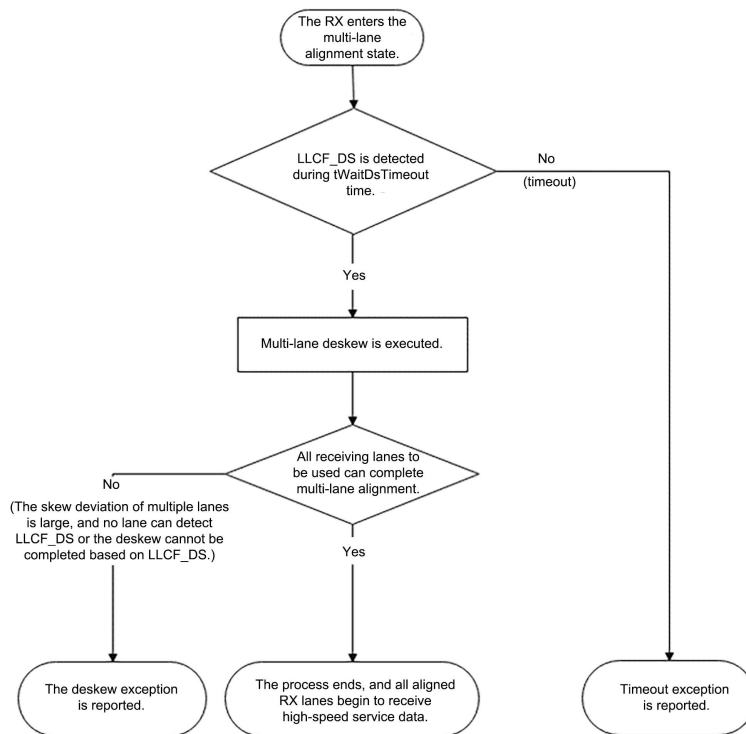 The RX enters the
multi-lane
alignment state.
LLCF_DS is detected
during tWaitDsTimeout
time.
No
(timeout)
Yes
Multi-lane deskew is executed.
All receiving lanes to
be used can complete
multi-lane alignment.
No
(The skew deviation of multiple lanes
is large, and no lane can detect
LLCF_DS or the deskew cannot be
completed based on LLCF_DS.)
Yes
The deskew exception
is reported.
The process ends, and all aligned
RX lanes begin to receive
high-speed service data.
Timeout exception
is reported.